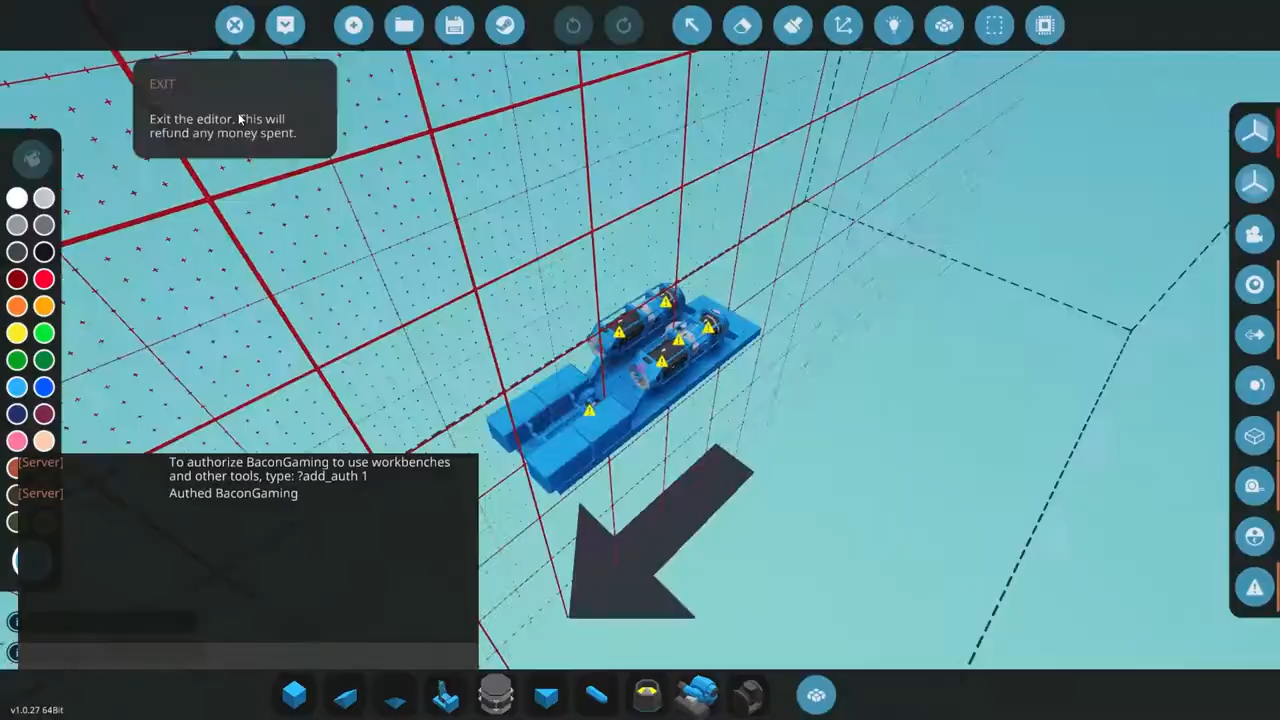 EXIT
Exit the editor. This will
refund any money spent.
[Server]
To authorize BaconGaming to use workbenches
and other tools, type: ?add_auth 1
[Server]
Authed BaconGaming
v1.0.27 64Bit